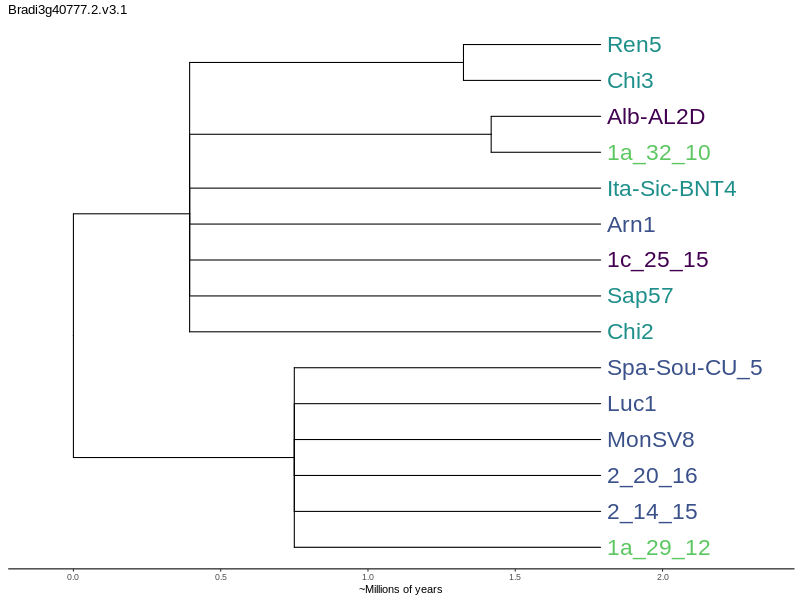 Bradi3g40777.2.v3.1
Ren5
Chi3
Alb-AL2D
1a_32_10
Ita-Sic-BNT4
Arn1
1c_25_15
Sap57
Chi2
Spa-Sou-CU_5
Luc1
MonSV8
2_20_16
2_14_15
1a_29_12
0.0 0.5 1.0 1.5 2.0
~Millions of years